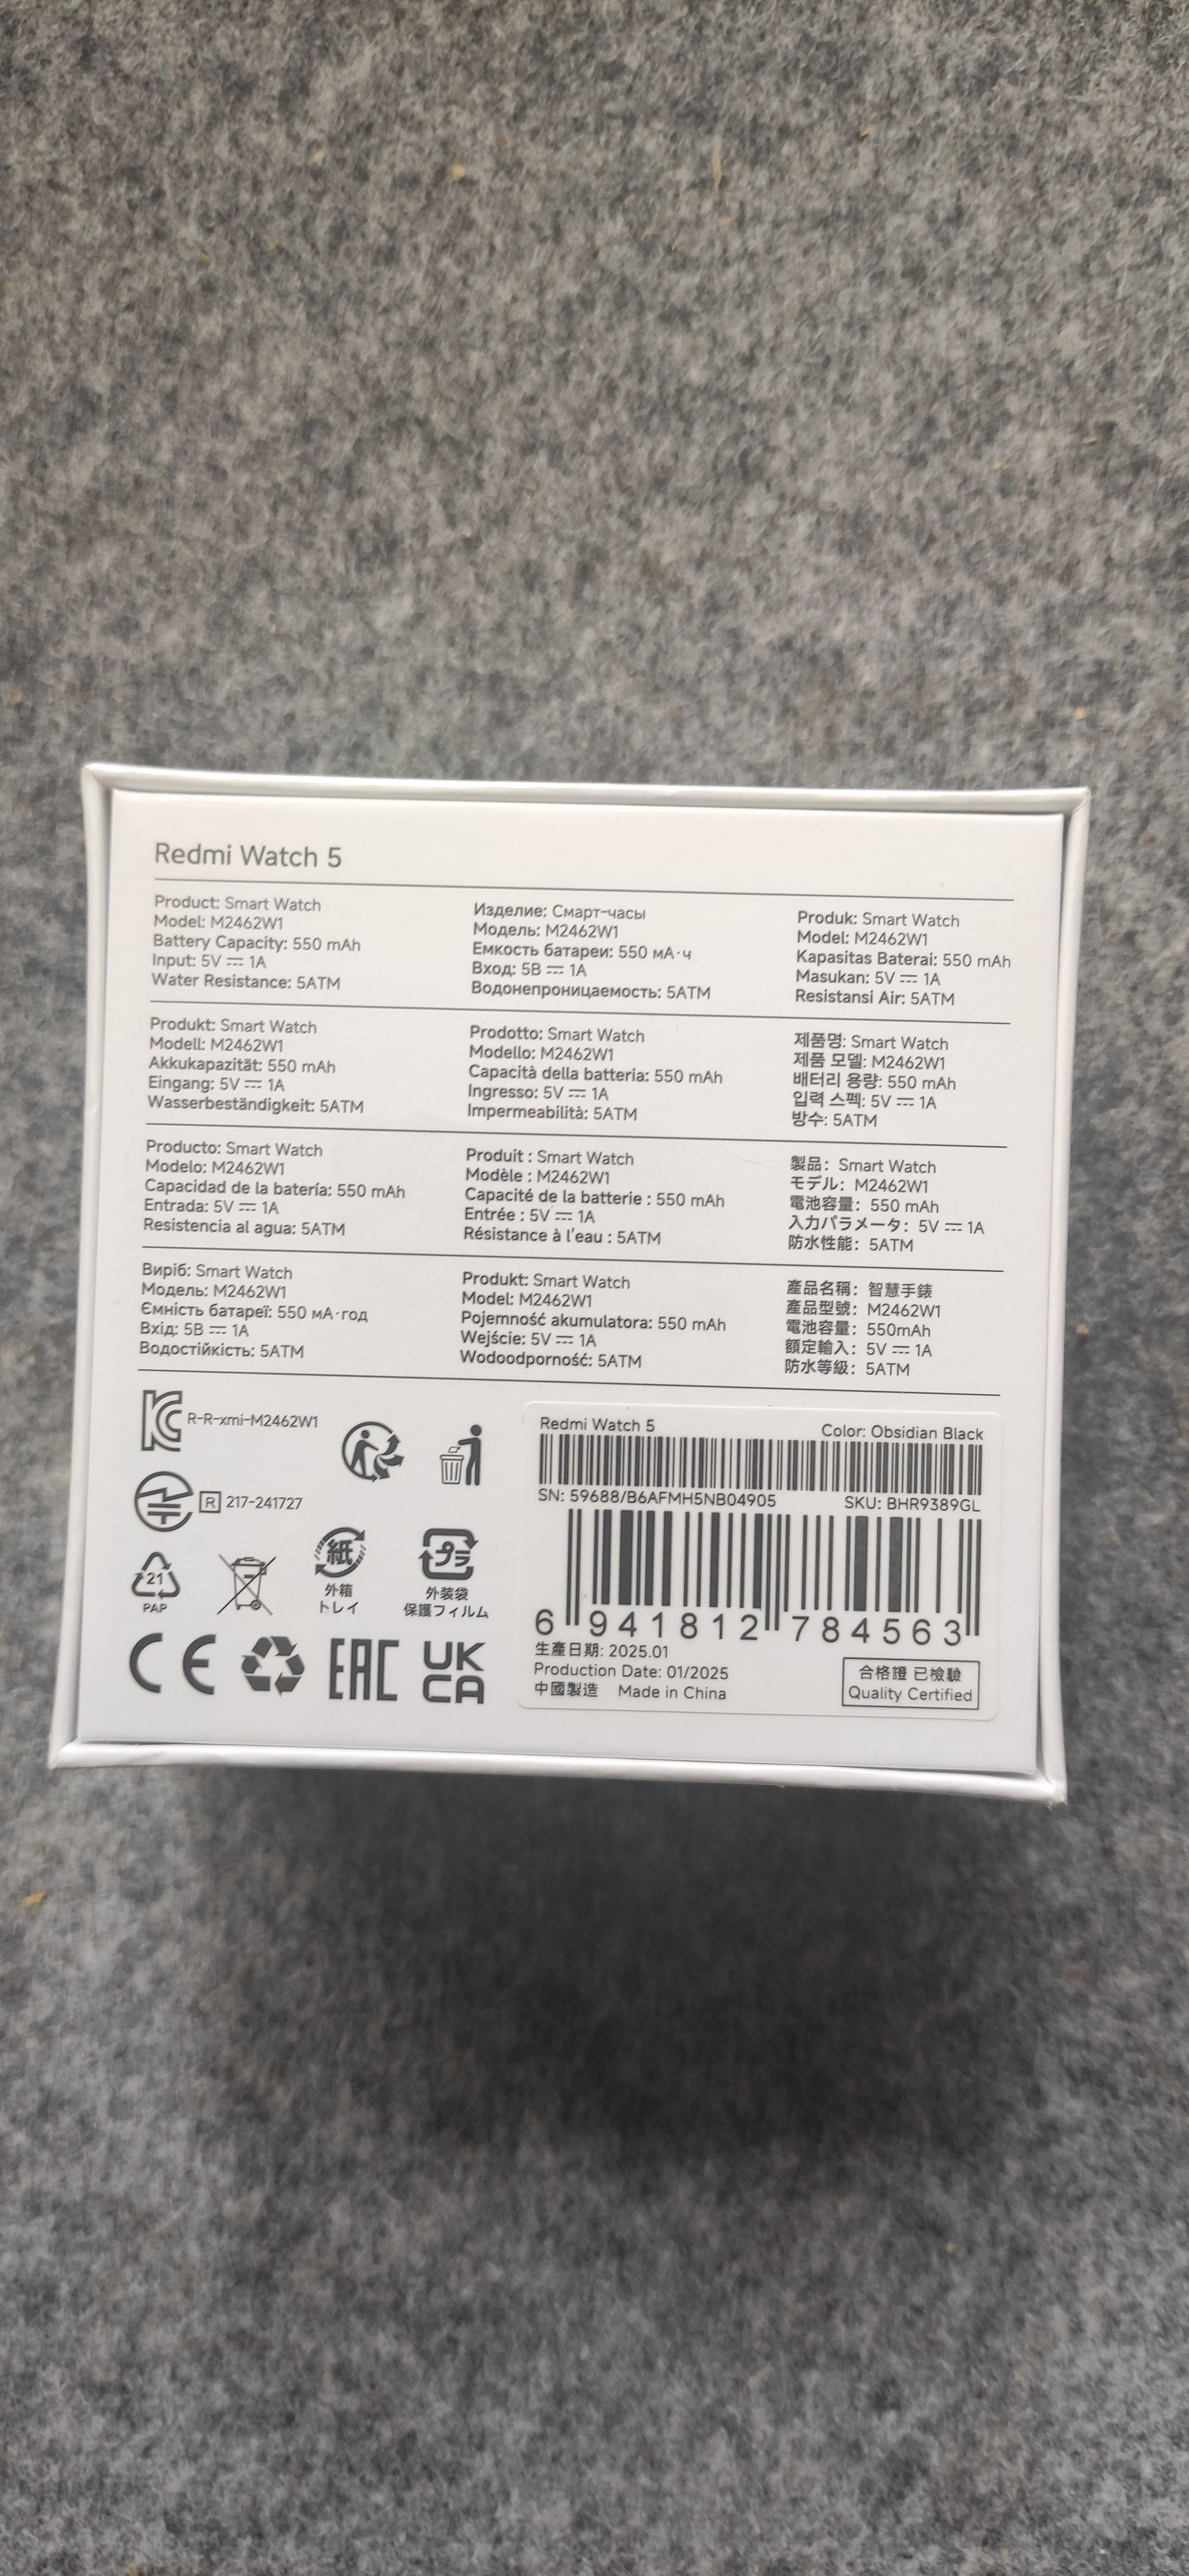 Redmi Watch 5
Product: Smart Watch
Model: M2462W1
Battery Capacity: 550 mAh
Input: 5V ⎓ 1A
Water Resistance: 5ATM
Изделие: Смарт-часы
Модель: M2462W1
Емкость батареи: 550 мА·ч
Вход: 5В ⎓ 1A
Водонепроницаемость: 5ATM
Produk: Smart Watch
Model: M2462W1
Kapasitas Baterai: 550 mAh
Masukan: 5V ⎓ 1A
Resistansi Air: 5ATM
Produkt: Smart Watch
Modell: M2462W1
Akkukapazität: 550 mAh
Eingang: 5V ⎓ 1A
Wasserbeständigkeit: 5ATM
Prodotto: Smart Watch
Modello: M2462W1
Capacità della batteria: 550 mAh
Ingresso: 5V ⎓ 1A
Impermeabilità: 5ATM
제품명: Smart Watch
제품 모델: M2462W1
배터리 용량: 550 mAh
입력 스펙: 5V ⎓ 1A
방수: 5ATM
Producto: Smart Watch
Modelo: M2462W1
Capacidad de la batería: 550 mAh
Entrada: 5V ⎓ 1A
Resistencia al agua: 5ATM
Produit : Smart Watch
Modèle : M2462W1
Capacité de la batterie : 550 mAh
Entrée : 5V ⎓ 1A
Résistance à l'eau : 5ATM
製品：Smart Watch
モデル：M2462W1
電池容量：550 mAh
入力パラメータ：5V ⎓ 1A
防水性能：5ATM
Виріб: Smart Watch
Модель: M2462W1
Ємність батареї: 550 мА·год
Вхід: 5В ⎓ 1A
Водостійкість: 5ATM
Produkt: Smart Watch
Model: M2462W1
Pojemność akumulatora: 550 mAh
Wejście: 5V ⎓ 1A
Wodoodporność: 5ATM
產品名稱：智慧手錶
產品型號：M2462W1
電池容量：550mAh
額定輸入：5V ⎓ 1A
防水等級：5ATM
KC R-R-xmi-M2462W1
R 217-241727
21
PAP
紙
外箱
トレイ
プラ
外装袋
保護フィルム
CE EAC UK
CA
Redmi Watch 5 Color: Obsidian Black
SN: 59688/B6AFMH5NB04905 SKU: BHR9389GL
6 941812 784563
生產日期: 2025.01
Production Date: 01/2025
中國製造 Made in China
合格證 已檢驗
Quality Certified